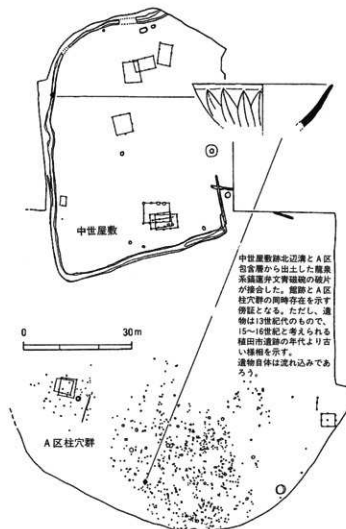 中世屋敷
中世屋敷跡北辺溝とA区
包含層から出土した龍泉
系鎬蓮弁文青磁碗の破片
が接合した。館跡とA区
柱穴群の同時存在を示す
傍証となる。ただし、遺
物は13世紀代のもので、
15〜16世紀と考えられる
植田市遺跡の年代より古
い様相を示す。
遺物自体は流れ込みであ
ろう。
0 30m
A区柱穴群